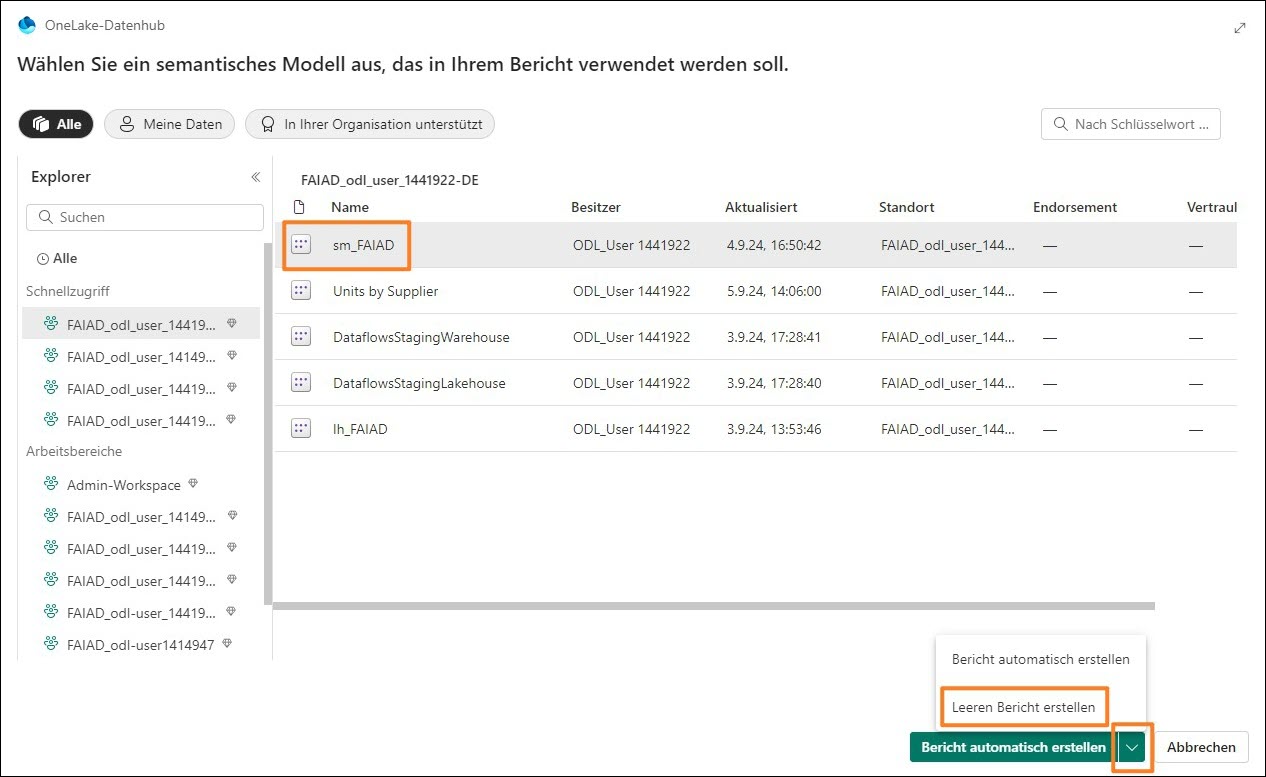 OneLake-Datenhub
Wählen Sie ein semantisches Modell aus, das in Ihrem Bericht verwendet werden soll.
Alle
Meine Daten
In Ihrer Organisation unterstützt
Nach Schlüsselwort ...
Explorer
Suchen
Alle
Schnellzugriff
FAIAD_odl_user_14419...
FAIAD_odl_user_14149...
FAIAD_odl_user_14419...
FAIAD_odl_user_14419...
Arbeitsbereiche
Admin-Workspace
FAIAD_odl_user_14149...
FAIAD_odl_user_14419...
FAIAD_odl_user_14419...
FAIAD_odl-user_14419...
FAIAD_odl-user1414947
FAIAD_odl_user_1441922-DE
Name Besitzer Aktualisiert Standort Endorsement Vertraul
sm_FAIAD ODL_User 1441922 4.9.24, 16:50:42 FAIAD_odl_user_144... — —
Units by Supplier ODL_User 1441922 5.9.24, 14:06:00 FAIAD_odl_user_144... — —
DataflowsStagingWarehouse ODL_User 1441922 3.9.24, 17:28:41 FAIAD_odl_user_144... — —
DataflowsStagingLakehouse ODL_User 1441922 3.9.24, 17:28:40 FAIAD_odl_user_144... — —
lh_FAIAD ODL_User 1441922 3.9.24, 13:53:46 FAIAD_odl_user_144... — —
Bericht automatisch erstellen
Leeren Bericht erstellen
Bericht automatisch erstellen
Abbrechen